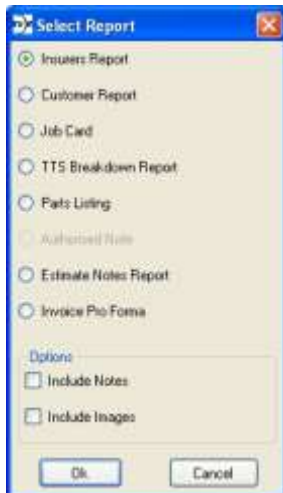 Select Report
Insurers Report
Customer Report
Job Card
TTS Breakdown Report
Parts Listing
Authorised Note
Estimate Notes Report
Invoice Pro Forma
Options
Include Notes
Include Images
Ok
Cancel